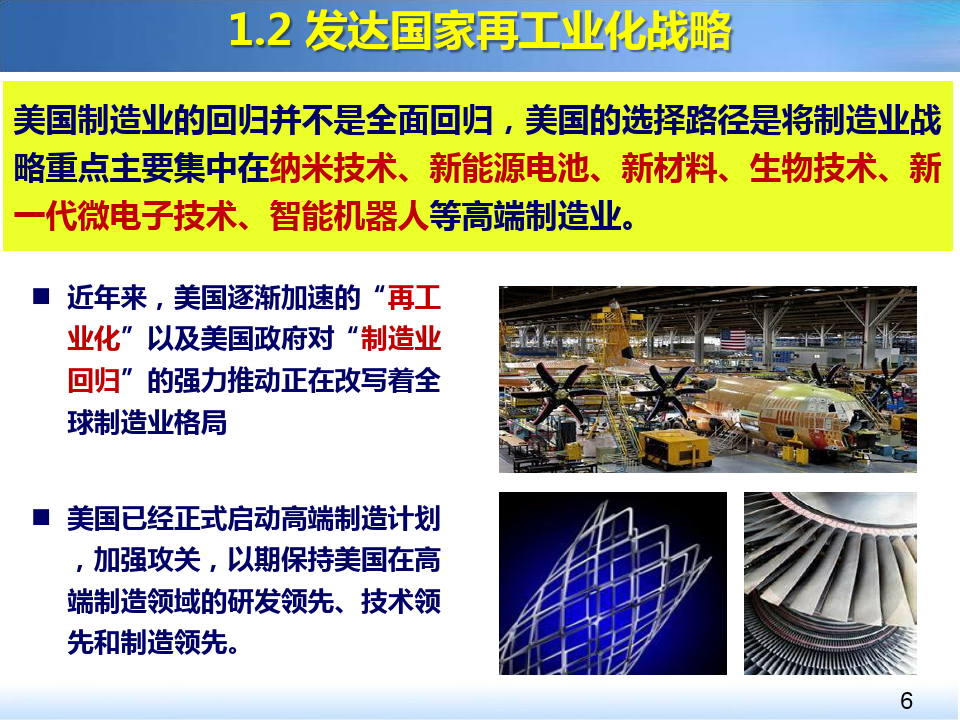 1.2 发达国家再工业化战略
美国制造业的回归并不是全面回归，美国的选择路径是将制造业战
略重点主要集中在纳米技术、新能源电池、新材料、生物技术、新
一代微电子技术、智能机器人等高端制造业。
近年来，美国逐渐加速的“再工
业化”以及美国政府对“制造业
回归”的强力推动正在改写着全
球制造业格局
美国已经正式启动高端制造计划
，加强攻关，以期保持美国在高
端制造领域的研发领先、技术领
先和制造领先。
6